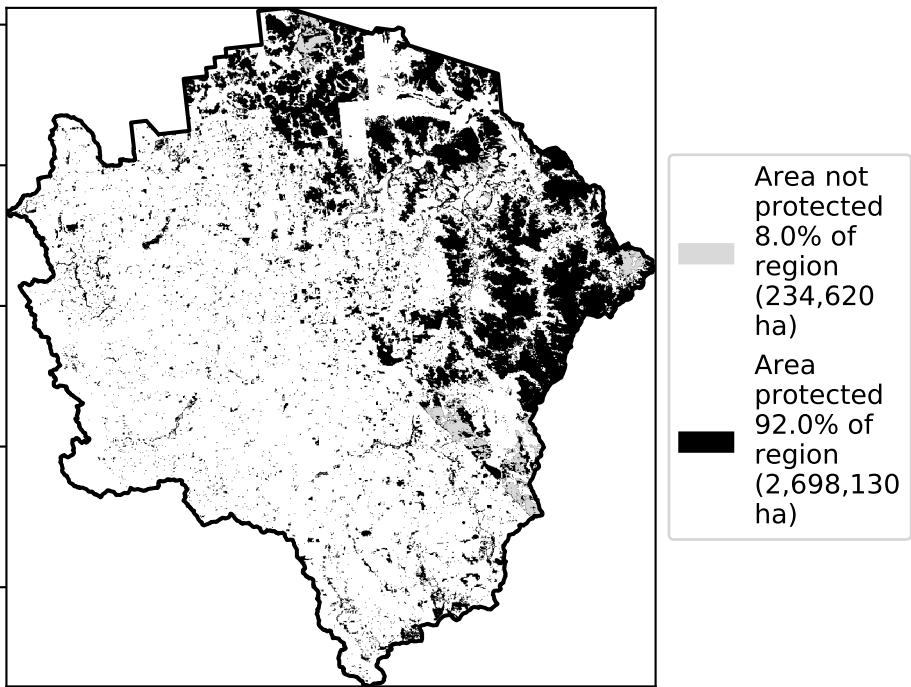 Area not
protected
8.0% of
region
(234,620
ha)
Area
protected
92.0% of
region
(2,698,130
ha)